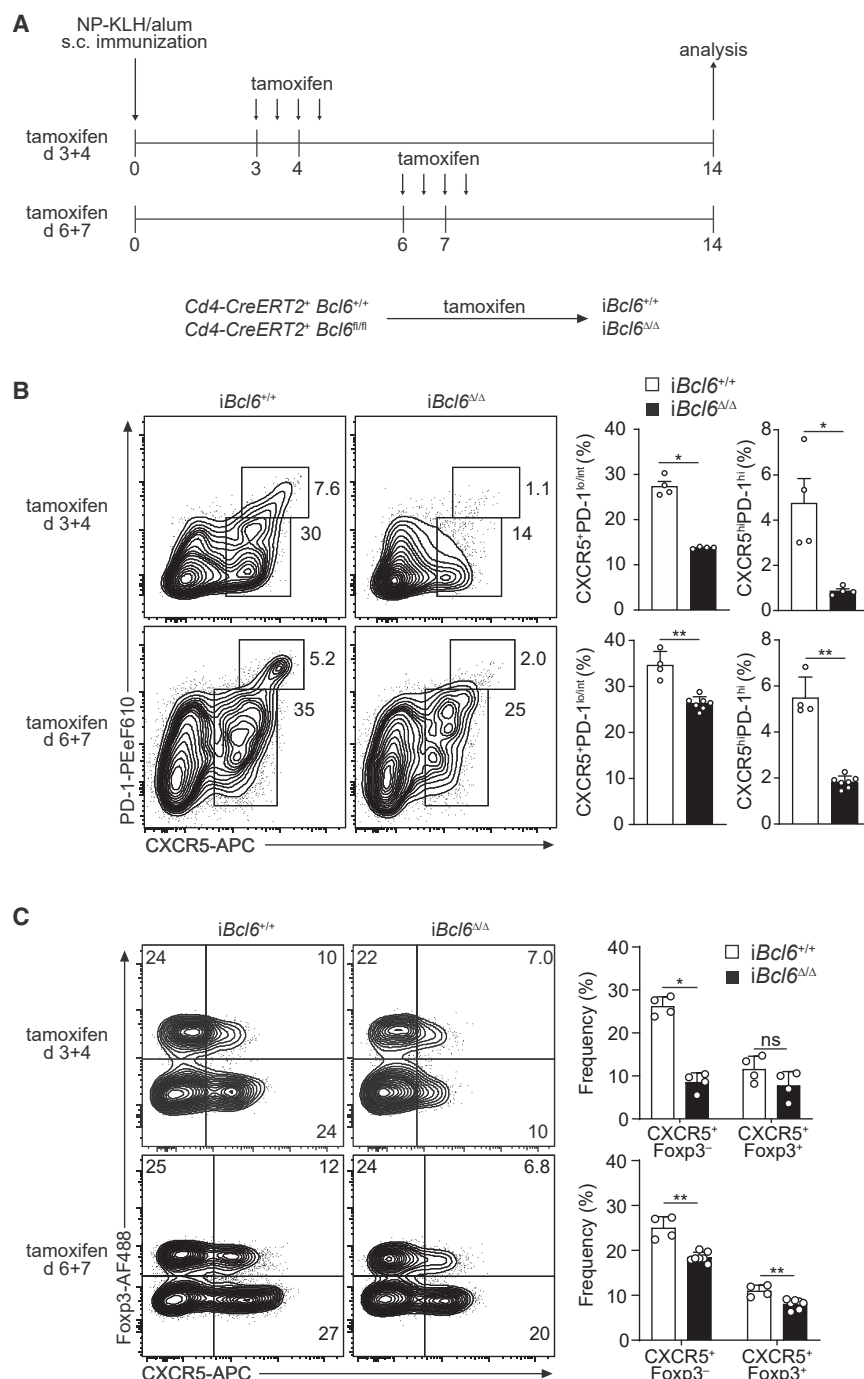 A
NP-KLH/alum
s.c. immunization
analysis
tamoxifen
tamoxifen
d 3+4
0
3
4
14
tamoxifen
tamoxifen
d 6+7
0
6
7
14
Cd4-CreERT2⁺ Bcl6⁺/⁺
Cd4-CreERT2⁺ Bcl6ᶠˡ/ᶠˡ
tamoxifen
iBcl6⁺/⁺
iBcl6Δ/Δ
B
iBcl6⁺/⁺
iBcl6Δ/Δ
iBcl6⁺/⁺
iBcl6Δ/Δ
tamoxifen
d 3+4
7.6
30
1.1
14
CXCR5⁺PD-1ˡᵒ/ⁱⁿᵗ (%)
40
30
20
10
0
*
CXCR5ʰⁱPD-1ʰⁱ (%)
8
6
4
2
0
*
tamoxifen
d 6+7
5.2
35
2.0
25
CXCR5⁺PD-1ˡᵒ/ⁱⁿᵗ (%)
40
30
20
10
0
**
CXCR5ʰⁱPD-1ʰⁱ (%)
8
6
4
2
0
**
PD-1-PEeF610
CXCR5-APC
C
iBcl6⁺/⁺
iBcl6Δ/Δ
iBcl6⁺/⁺
iBcl6Δ/Δ
tamoxifen
d 3+4
24
10
24
22
7.0
10
Frequency (%)
40
30
20
10
0
*
ns
CXCR5⁺
Foxp3⁻
CXCR5⁺
Foxp3⁺
tamoxifen
d 6+7
25
12
27
24
6.8
20
Frequency (%)
40
30
20
10
0
**
**
CXCR5⁺
Foxp3⁻
CXCR5⁺
Foxp3⁺
Foxp3-AF488
CXCR5-APC